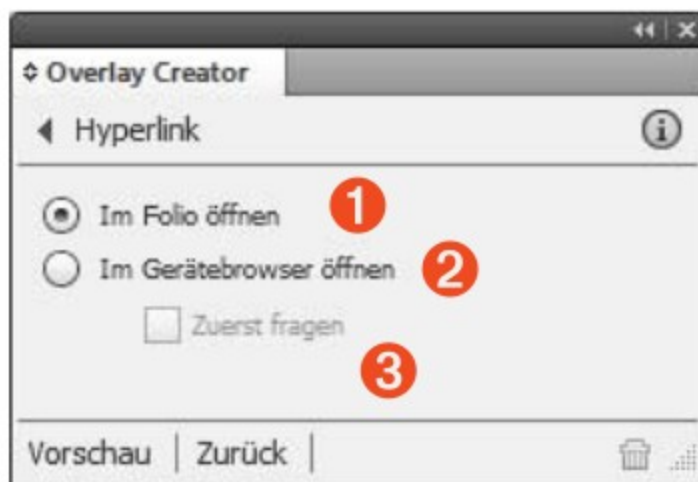 Overlay Creator
Hyperlink
Im Folio öffnen 1
Im Gerätebrowser öffnen 2
Zuerst fragen
3
Vorschau | Zurück |